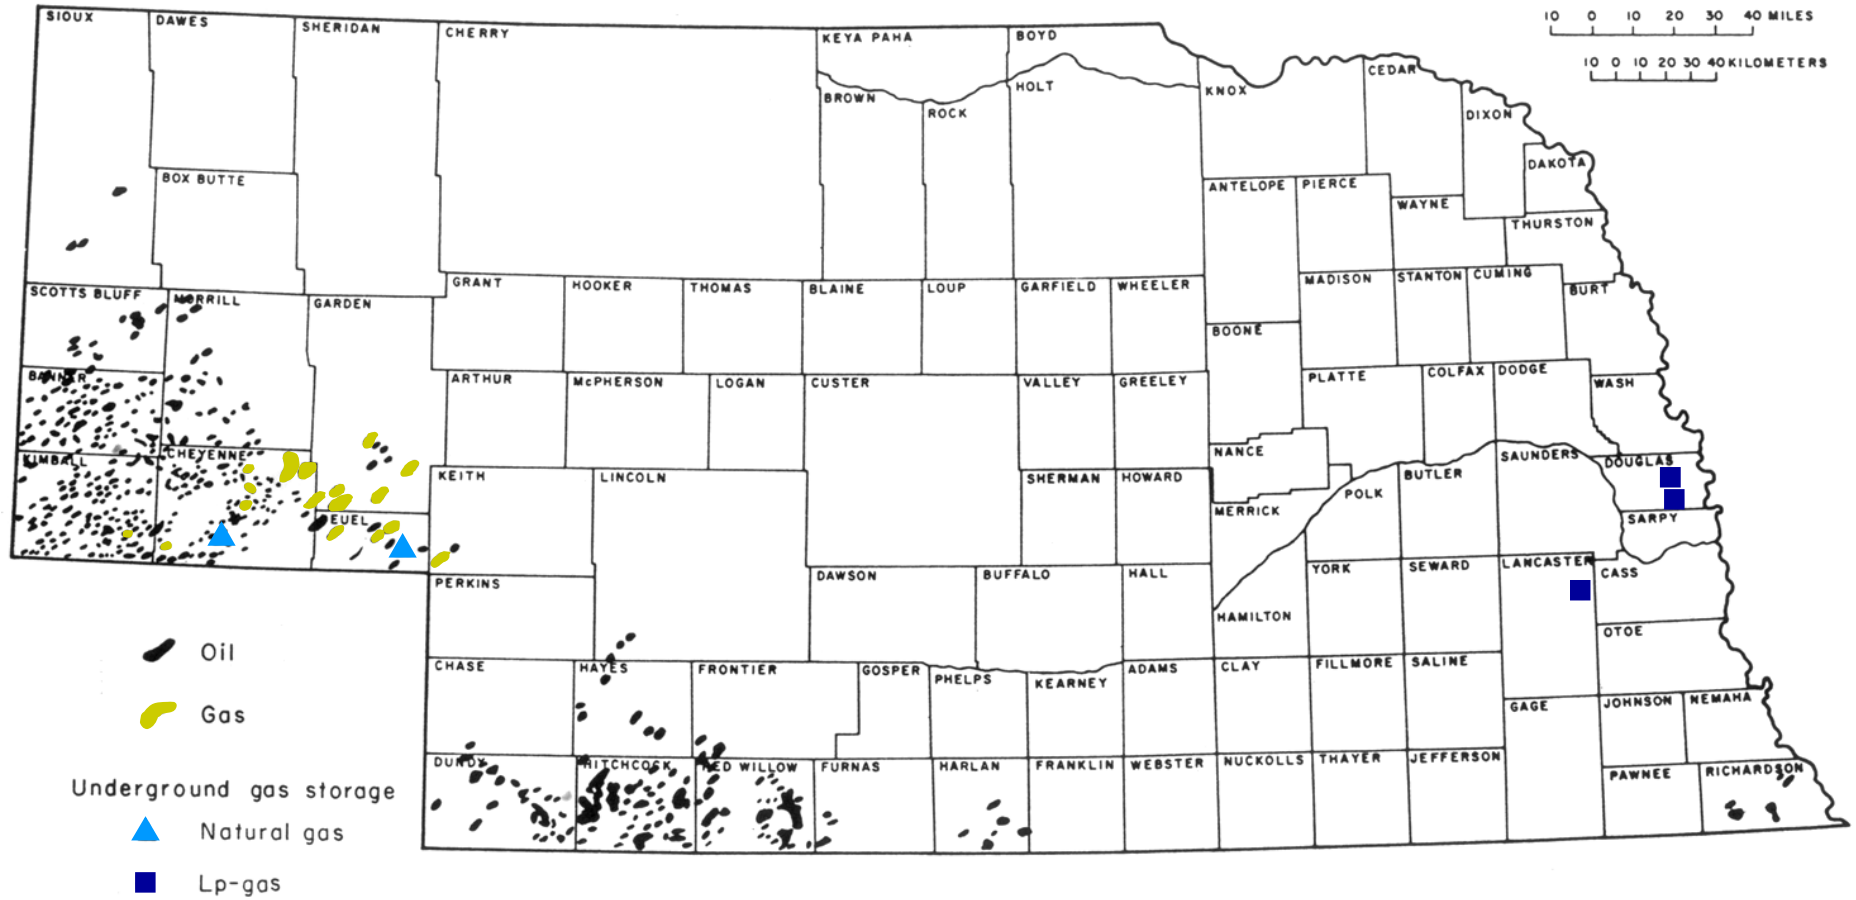 SIOUX DAWES SHERIDAN CHERRY KEYA PAHA BOYD 10 0 10 20 30 40 MILES
10 0 10 20 30 40 KILOMETERS
BROWN ROCK HOLT KNOX CEDAR DIXON
DAKOTA
BOX BUTTE ANTELOPE PIERCE WAYNE THURSTON
SCOTTS BLUFF MORRILL GARDEN GRANT HOOKER THOMAS BLAINE LOUP GARFIELD WHEELER MADISON STANTON CUMING BURT
BOONE
BANNER ARTHUR McPHERSON LOGAN CUSTER VALLEY GREELEY PLATTE COLFAX DODGE WASH
KIMBALL CHEYENNE KEITH LINCOLN SHERMAN HOWARD NANCE POLK BUTLER SAUNDERS DOUGLAS
MERRICK SARPY
EUEL
PERKINS DAWSON BUFFALO HALL YORK SEWARD LANCASTER CASS
HAMILTON OTOE
Oil
CHASE HAYES FRONTIER GOSPER PHELPS KEARNEY ADAMS CLAY FILLMORE SALINE
Gas
GAGE JOHNSON NEMAHA
DUNDY HITCHCOCK RED WILLOW FURNAS HARLAN FRANKLIN WEBSTER NUCKOLLS THAYER JEFFERSON
PAWNEE RICHARDSON
Underground gas storage
Natural gas
Lp-gas